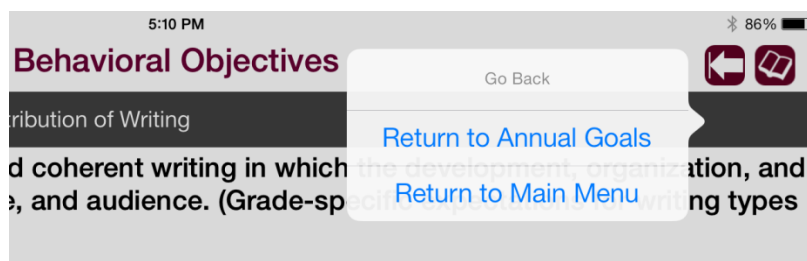 5:10 PM
86%
Behavioral Objectives
Go Back
tribution of Writing
Return to Annual Goals
d coherent writing in which the development, organization, and
e, and audience. (Grade-specific expectations for writing types
Return to Main Menu